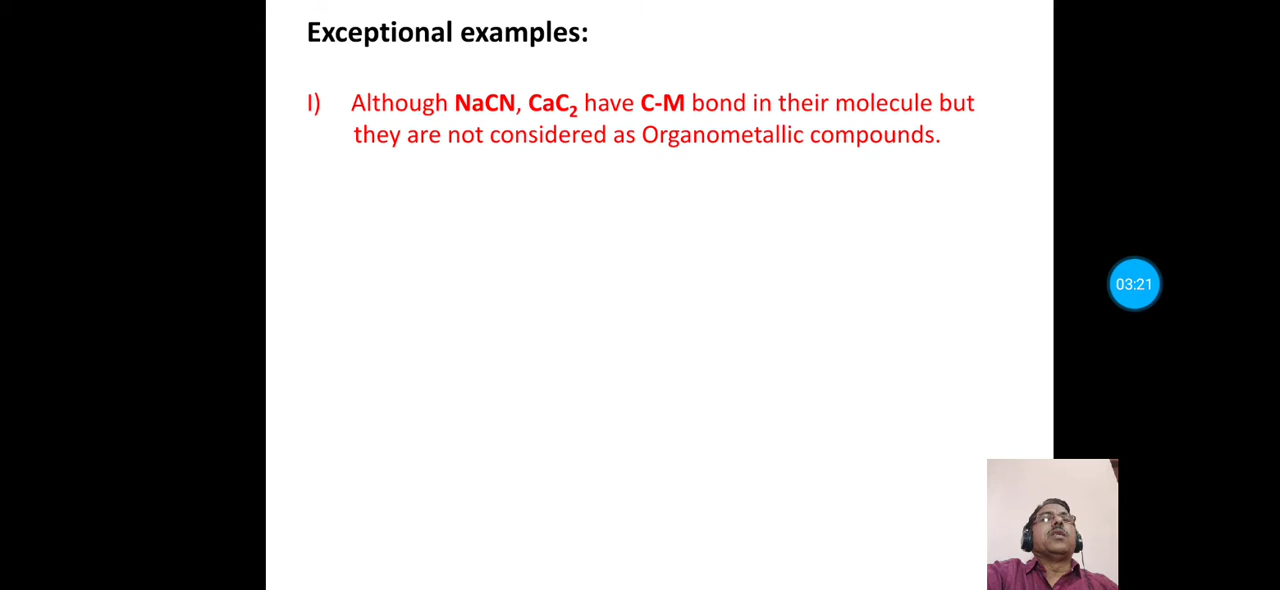 Exceptional examples:
I) Although NaCN, CaC₂ have C-M bond in their molecule but
they are not considered as Organometallic compounds.
03:21